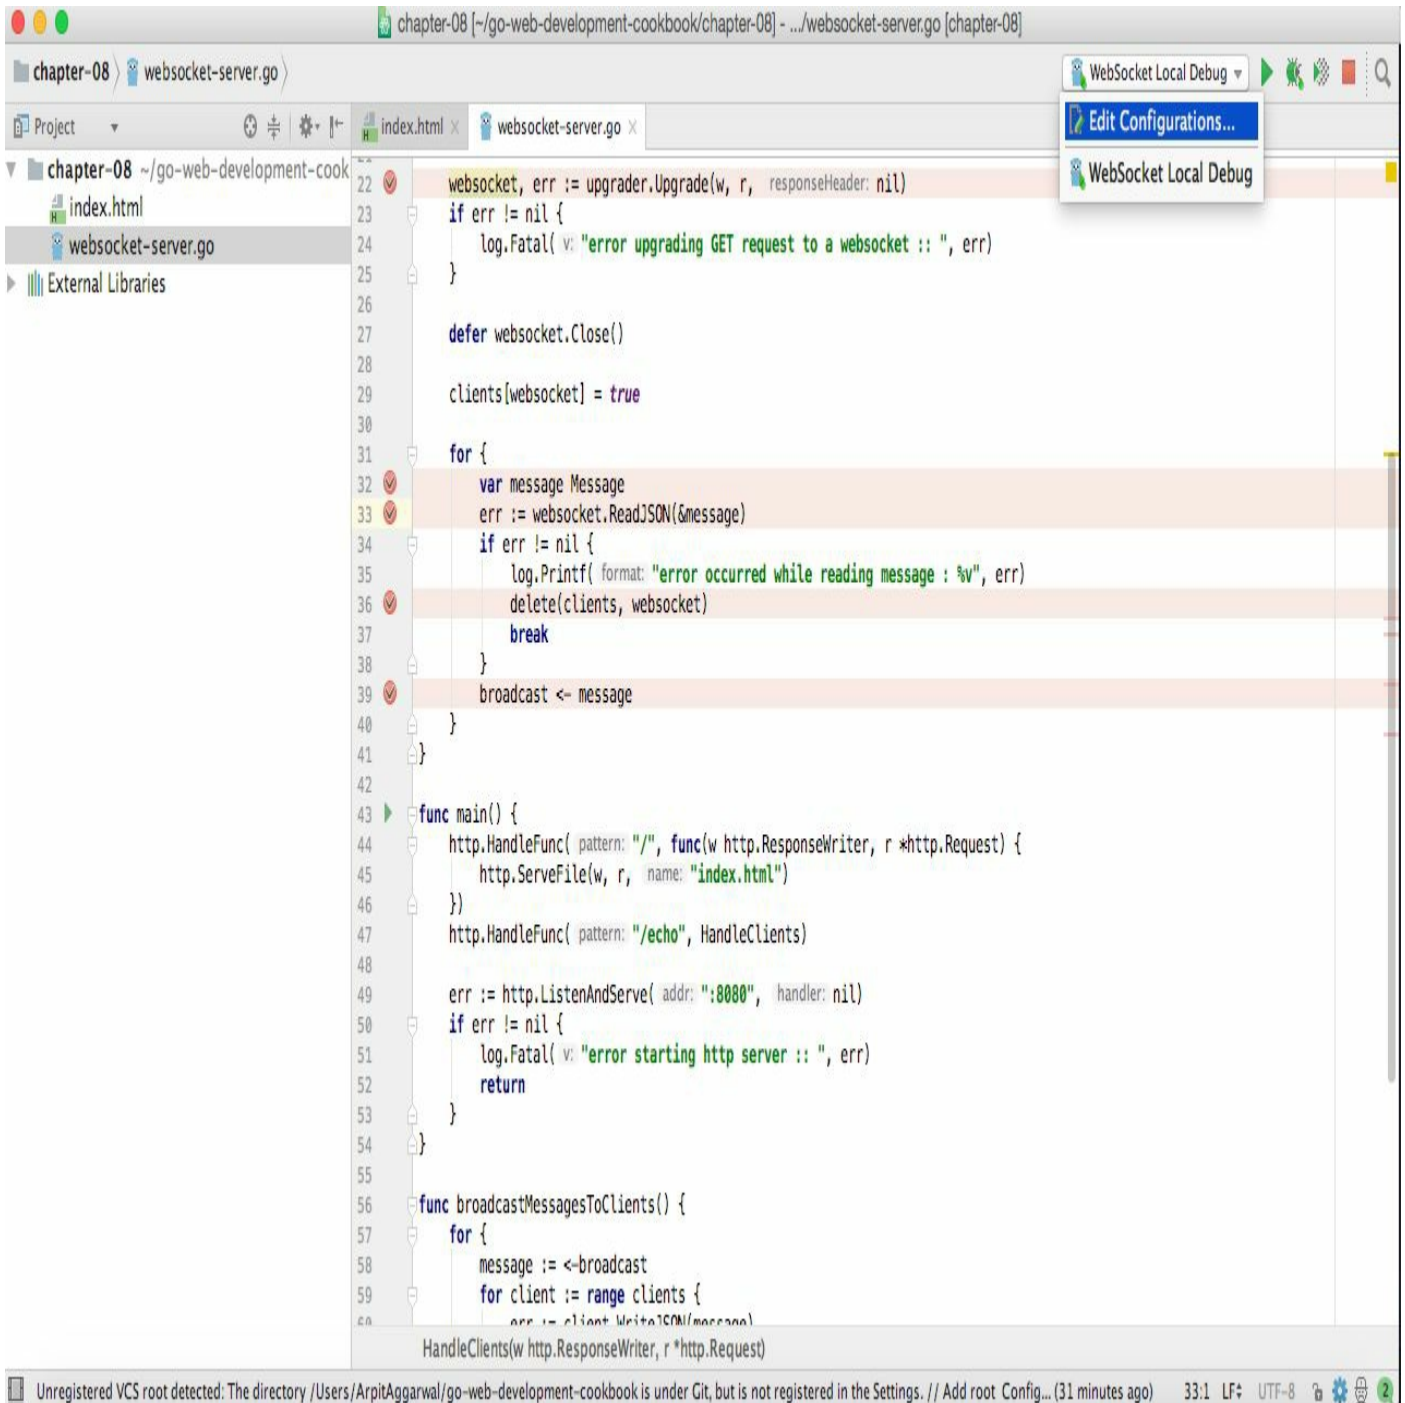 chapter-08 [~/go-web-development-cookbook/chapter-08] - .../websocket-server.go [chapter-08]
chapter-08 websocket-server.go
WebSocket Local Debug
Project
index.html
websocket-server.go
Edit Configurations...
WebSocket Local Debug
chapter-08 ~/go-web-development-cook
index.html
websocket-server.go
External Libraries
22 websocket, err := upgrader.Upgrade(w, r, responseHeader: nil)
23 if err != nil {
24 log.Fatal( v: "error upgrading GET request to a websocket :: ", err)
25 }
26
27 defer websocket.Close()
28
29 clients[websocket] = true
30
31 for {
32 var message Message
33 err := websocket.ReadJSON(&message)
34 if err != nil {
35 log.Printf( format: "error occurred while reading message : %v", err)
36 delete(clients, websocket)
37 break
38 }
39 broadcast <- message
40 }
41 }
42
43 func main() {
44 http.HandleFunc( pattern: "/", func(w http.ResponseWriter, r *http.Request) {
45 http.ServeFile(w, r, name: "index.html")
46 })
47 http.HandleFunc( pattern: "/echo", HandleClients)
48
49 err := http.ListenAndServe( addr: ":8080", handler: nil)
50 if err != nil {
51 log.Fatal( v: "error starting http server :: ", err)
52 return
53 }
54 }
55
56 func broadcastMessagesToClients() {
57 for {
58 message := <-broadcast
59 for client := range clients {
60 err := client.WriteJSON(message)
HandleClients(w http.ResponseWriter, r *http.Request)
Unregistered VCS root detected: The directory /Users/ArpitAggarwal/go-web-development-cookbook is under Git, but is not registered in the Settings. // Add root Config... (31 minutes ago) 33:1 LF UTF-8 2